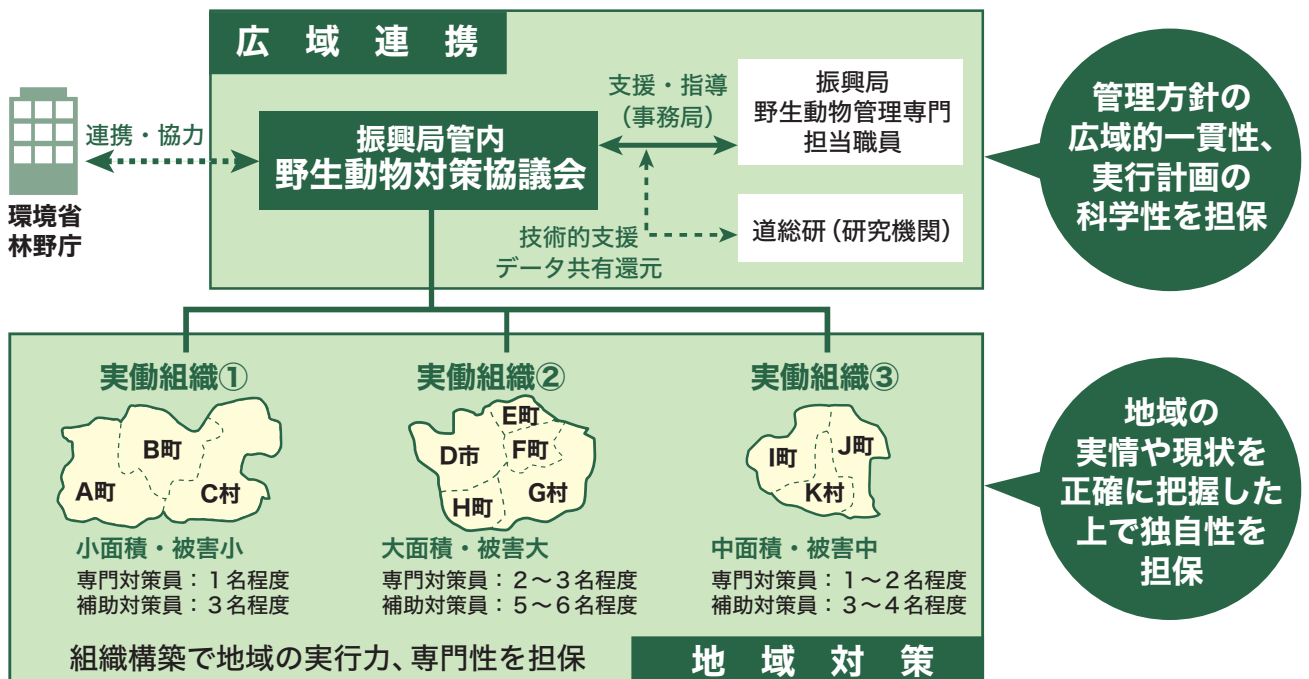 広域連携
連携・協力
環境省
林野庁
振興局管内
野生動物対策協議会
支援・指導
（事務局）
振興局
野生動物管理専門
担当職員
技術的支援
データ共有還元
道総研（研究機関）
管理方針の
広域的一貫性、
実行計画の
科学性を担保
実働組織①
A町
B町
C村
小面積・被害小
専門対策員：１名程度
補助対策員：３名程度
実働組織②
D市
E町
F町
G村
H町
大面積・被害大
専門対策員：２～３名程度
補助対策員：５～６名程度
実働組織③
I町
J町
K村
中面積・被害中
専門対策員：１～２名程度
補助対策員：３～４名程度
組織構築で地域の実行力、専門性を担保
地域対策
地域の
実情や現状を
正確に把握した
上で独自性を
担保